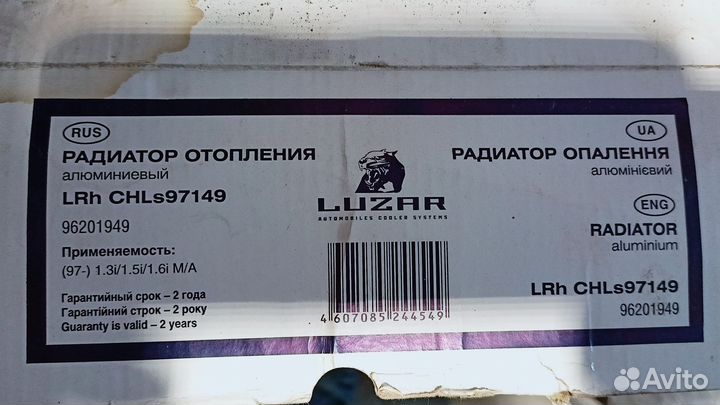 RUS
РАДИАТОР ОТОПЛЕНИЯ
алюминиевый
LRh CHLs97149
96201949
Применяемость:
(97-) 1.3i/1.5i/1.6i M/A
Гарантийный срок – 2 года
Гарантійний строк – 2 року
Guaranty is valid – 2 years
LUZAR
AUTOMOBILES COOLER SYSTEMS
4 607085 244549
UA
РАДІАТОР ОПАЛЕННЯ
алюмінієвий
ENG
RADIATOR
aluminium
LRh CHLs97149
96201949
Avito